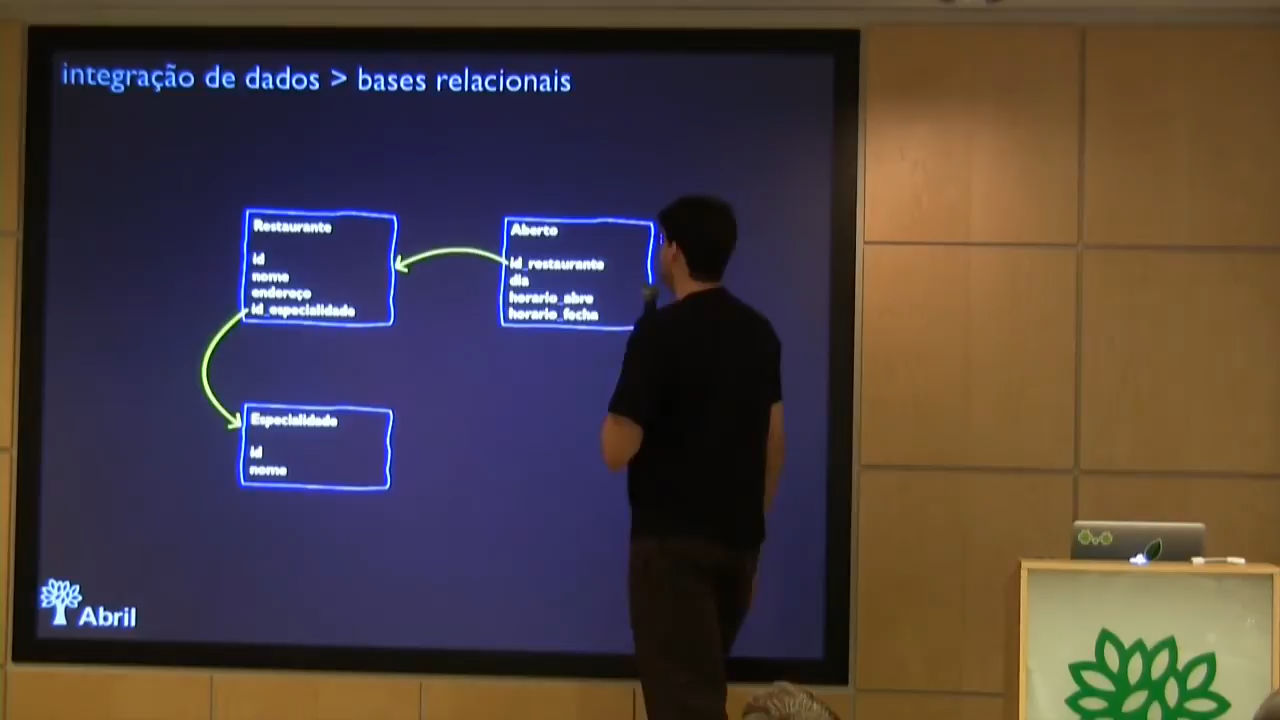 integração de dados > bases relacionais
Restaurante
id
nome
endereço
id_especialidade
Aberto
id_restaurante
dia
horario_abre
horario_fecha
Especialidade
id
nome
Abril